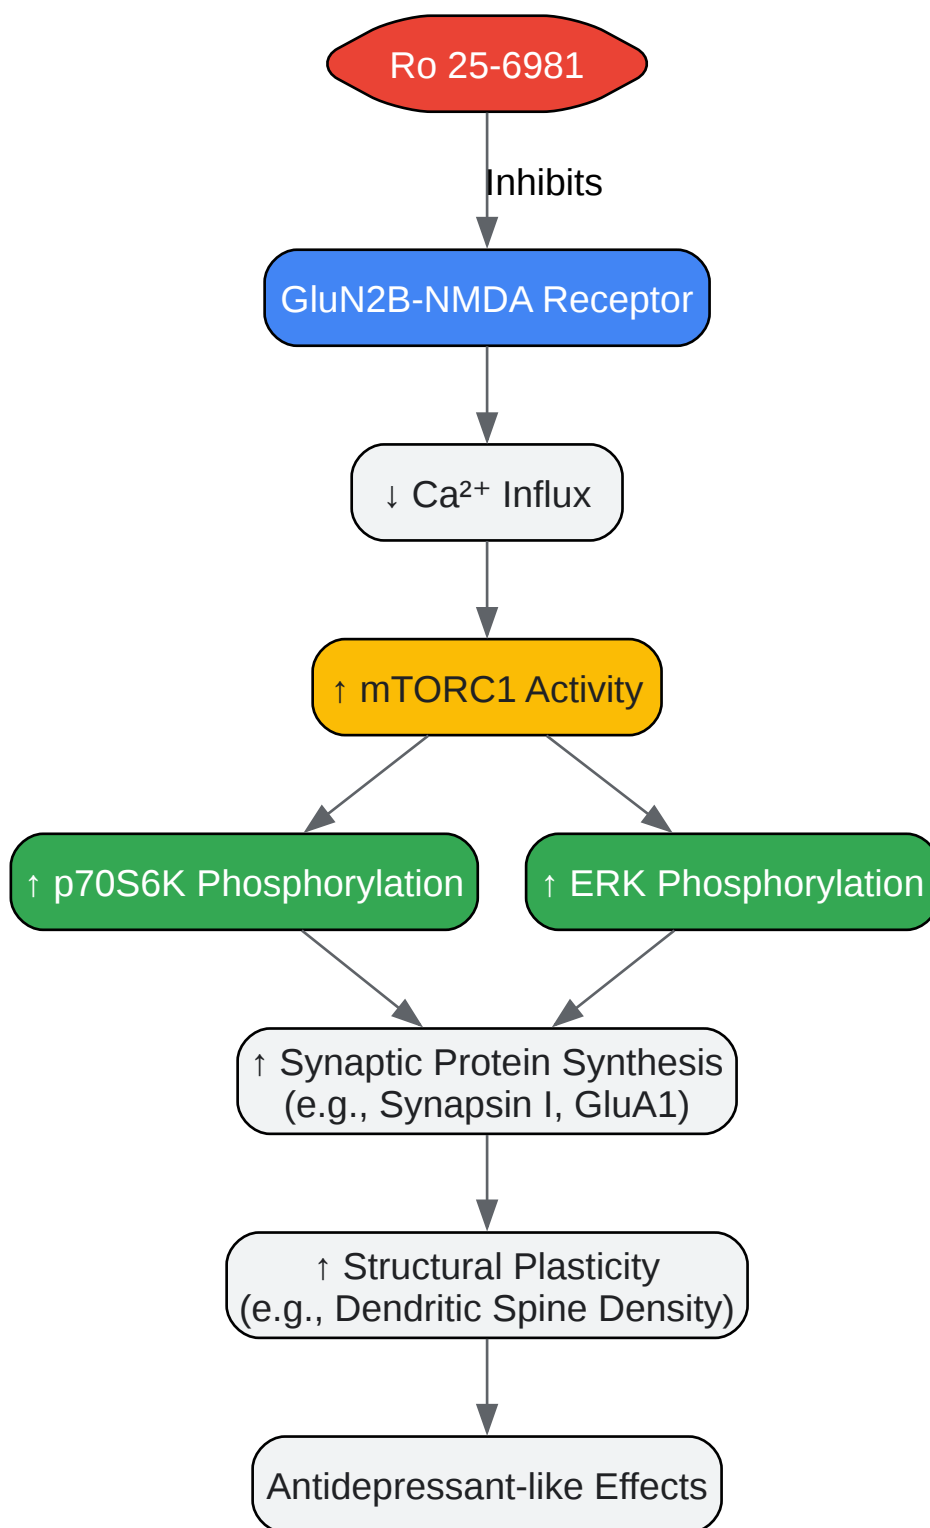 Ro 25-6981
Inhibits
GluN2B-NMDA Receptor
↓ Ca²⁺ Influx
↑ mTORC1 Activity
↑ p70S6K Phosphorylation
↑ ERK Phosphorylation
↑ Synaptic Protein Synthesis
(e.g., Synapsin I, GluA1)
↑ Structural Plasticity
(e.g., Dendritic Spine Density)
Antidepressant-like Effects